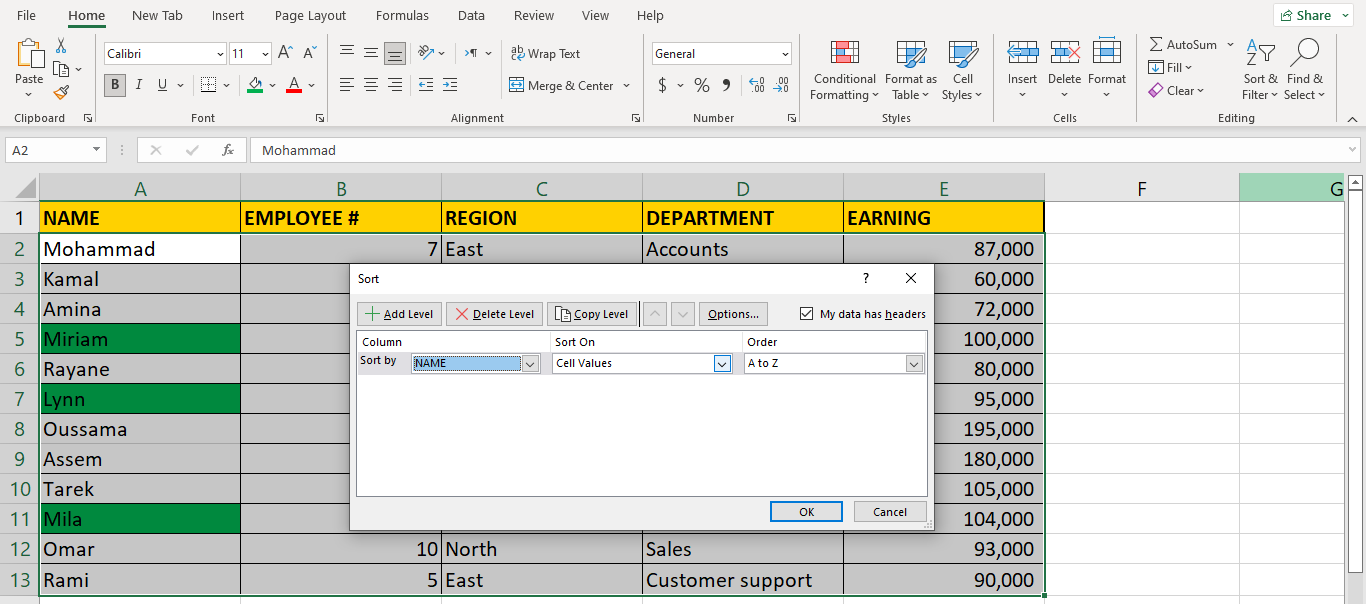 File Home New Tab Insert Page Layout Formulas Data Review View Help Share
Calibri 11 A^ A˅ ab Wrap Text General AutoSum
Paste B I U A Merge & Center $ % 9 .00 Conditional Formatting Format as Table Cell Styles Insert Delete Format Fill Clear Sort & Filter Find & Select
Clipboard Font Alignment Number Styles Cells Editing
A2 fx Mohammad
A B C D E F G
1 NAME EMPLOYEE # REGION DEPARTMENT EARNING
2 Mohammad 7 East Accounts 87,000
3 Kamal 60,000
4 Amina 72,000
5 Miriam 100,000
6 Rayane 80,000
7 Lynn 95,000
8 Oussama 195,000
9 Assem 180,000
10 Tarek 105,000
11 Mila 104,000
12 Omar 10 North Sales 93,000
13 Rami 5 East Customer support 90,000
Sort ?
Add Level Delete Level Copy Level Options... My data has headers
Column Sort On Order
Sort by NAME Cell Values A to Z
OK Cancel